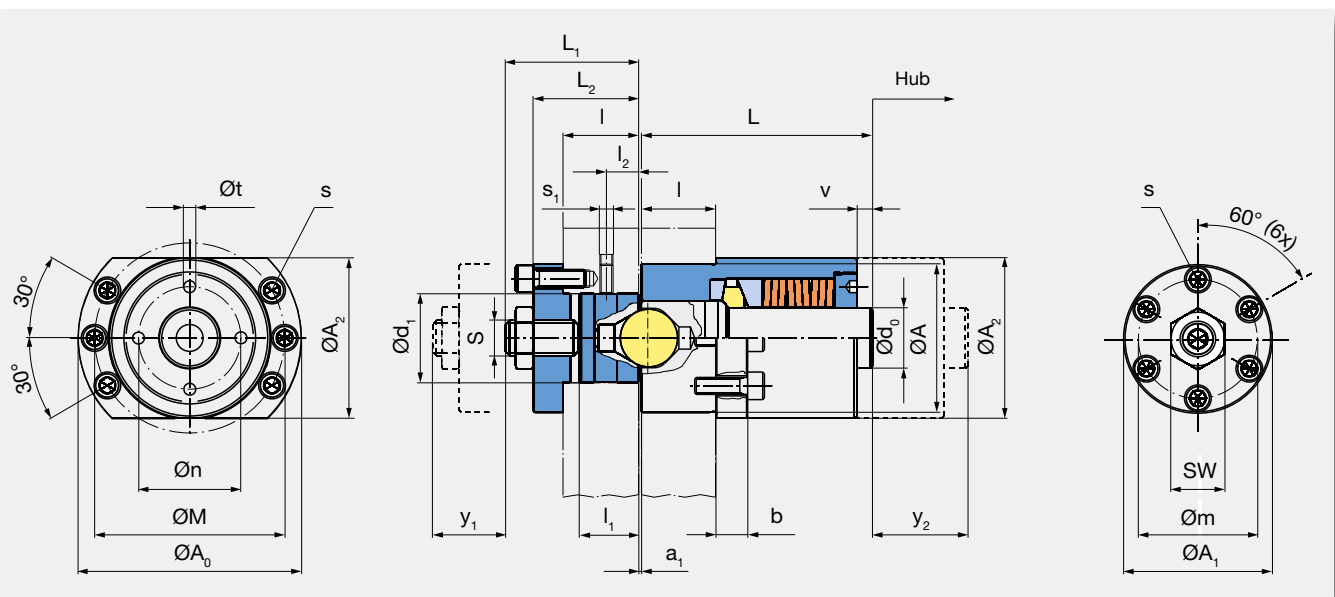 L₁
L₂
l
l₂
s₁
Hub
L
l
v
Øt
s
30°
30°
ØA₂
Ød₁
S
Ød₀
ØA
ØA₂
s
60° (6x)
Øn
ØM
ØA₀
y₁
l₁
a₁
b
y₂
SW
Øm
ØA₁